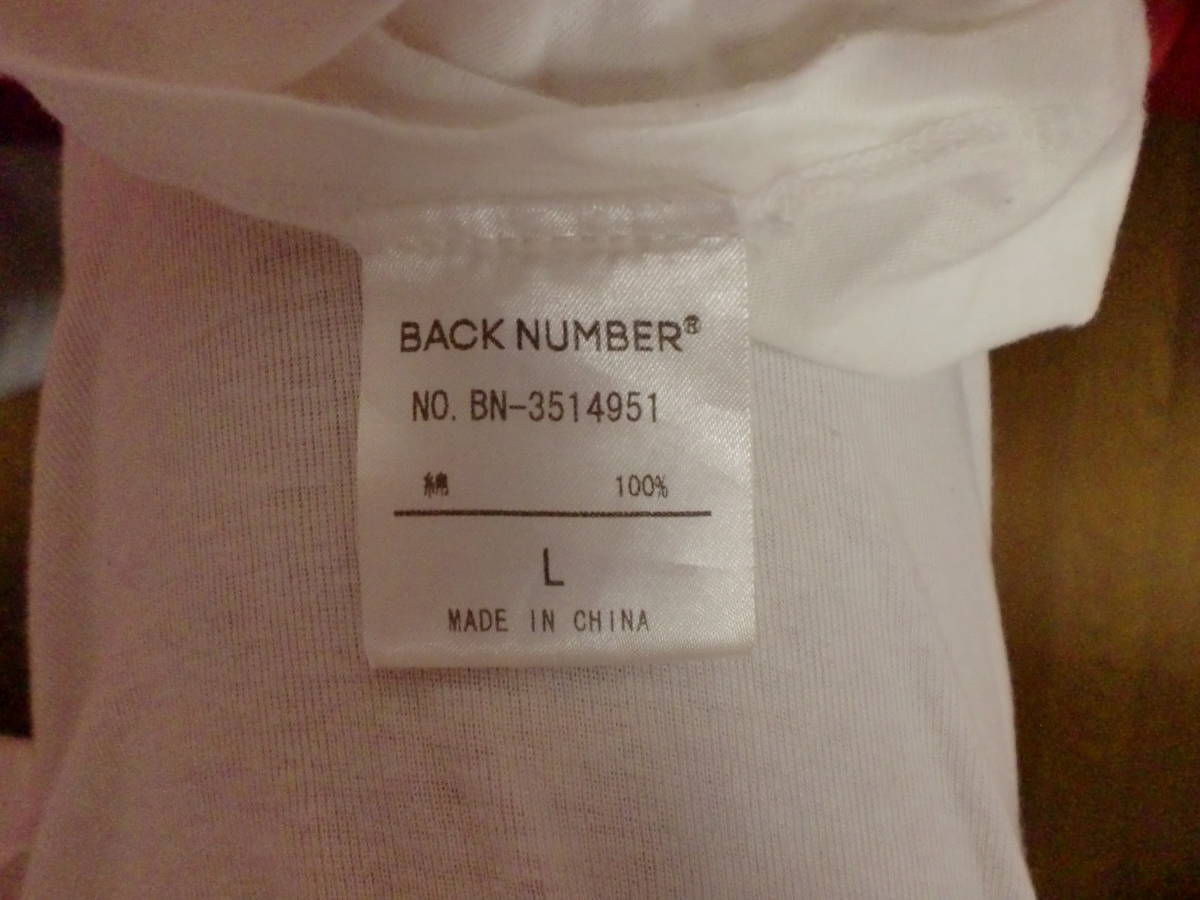 BACK NUMBER®
NO. BN-3514951
綿 100%
L
MADE IN CHINA